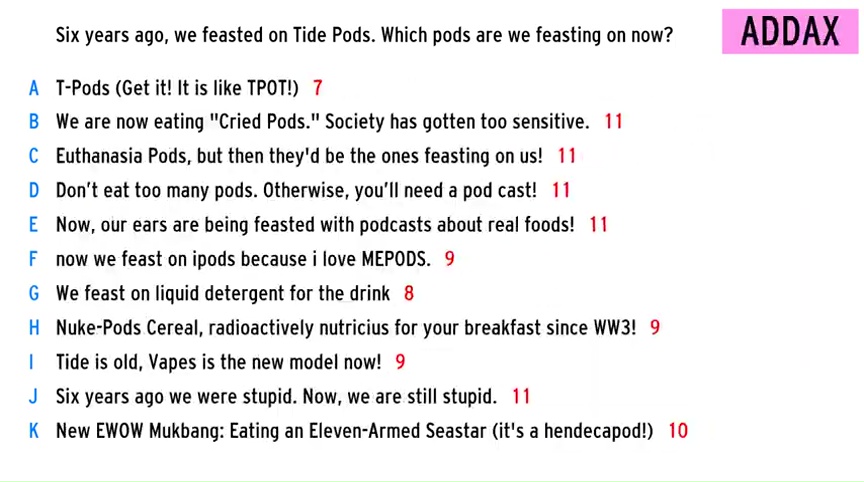 Six years ago, we feasted on Tide Pods. Which pods are we feasting on now?
ADDAX
A T-Pods (Get it! It is like TPOT!) 7
B We are now eating "Cried Pods." Society has gotten too sensitive. 11
C Euthanasia Pods, but then they'd be the ones feasting on us! 11
D Don't eat too many pods. Otherwise, you'll need a pod cast! 11
E Now, our ears are being feasted with podcasts about real foods! 11
F now we feast on ipods because i love MEPODS. 9
G We feast on liquid detergent for the drink 8
H Nuke-Pods Cereal, radioactively nutricius for your breakfast since WW3! 9
I Tide is old, Vapes is the new model now! 9
J Six years ago we were stupid. Now, we are still stupid. 11
K New EWOW Mukbang: Eating an Eleven-Armed Seastar (it's a hendecapod!) 10